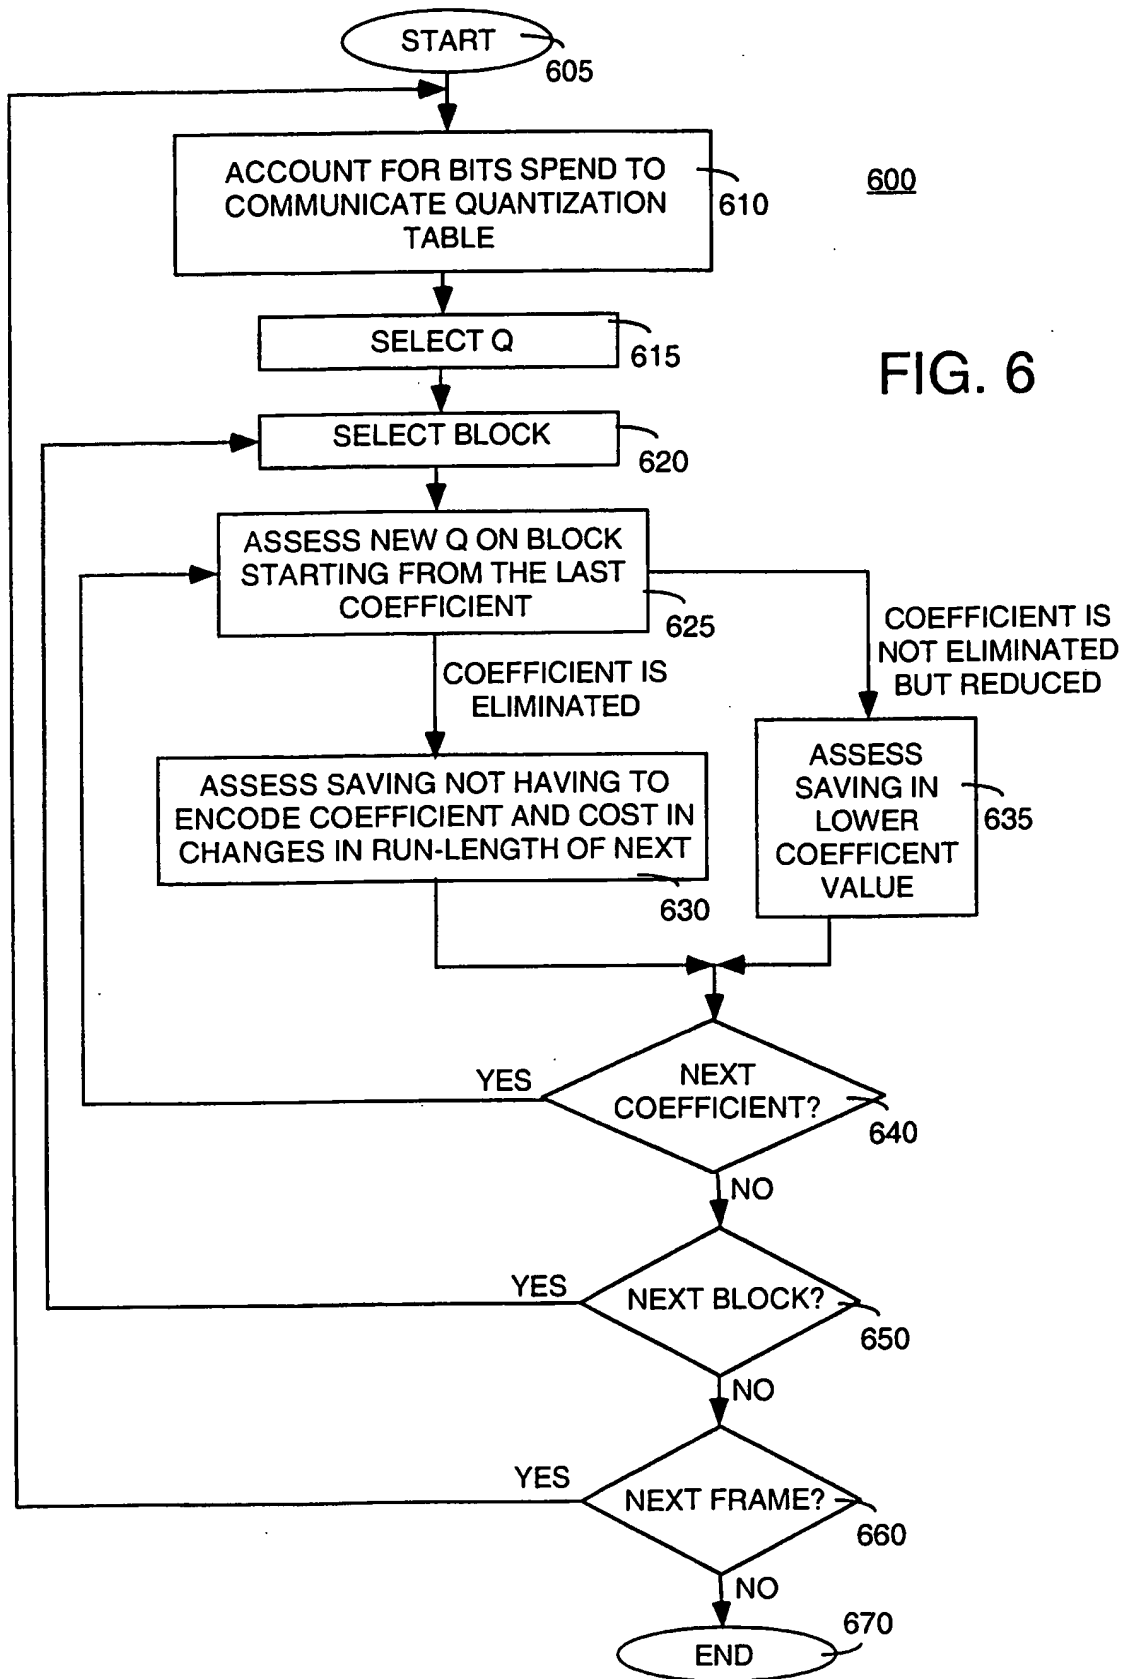 START
605
ACCOUNT FOR BITS SPEND TO
COMMUNICATE QUANTIZATION
TABLE
610
600
SELECT Q
615
FIG. 6
SELECT BLOCK
620
ASSESS NEW Q ON BLOCK
STARTING FROM THE LAST
COEFFICIENT
625
COEFFICIENT IS
NOT ELIMINATED
BUT REDUCED
COEFFICIENT IS
ELIMINATED
ASSESS SAVING NOT HAVING TO
ENCODE COEFFICIENT AND COST IN
CHANGES IN RUN-LENGTH OF NEXT
630
ASSESS
SAVING IN
LOWER
COEFFICENT
VALUE
635
NEXT
COEFFICIENT?
640
YES
NO
NEXT BLOCK?
650
YES
NO
NEXT FRAME?
660
YES
NO
END
670